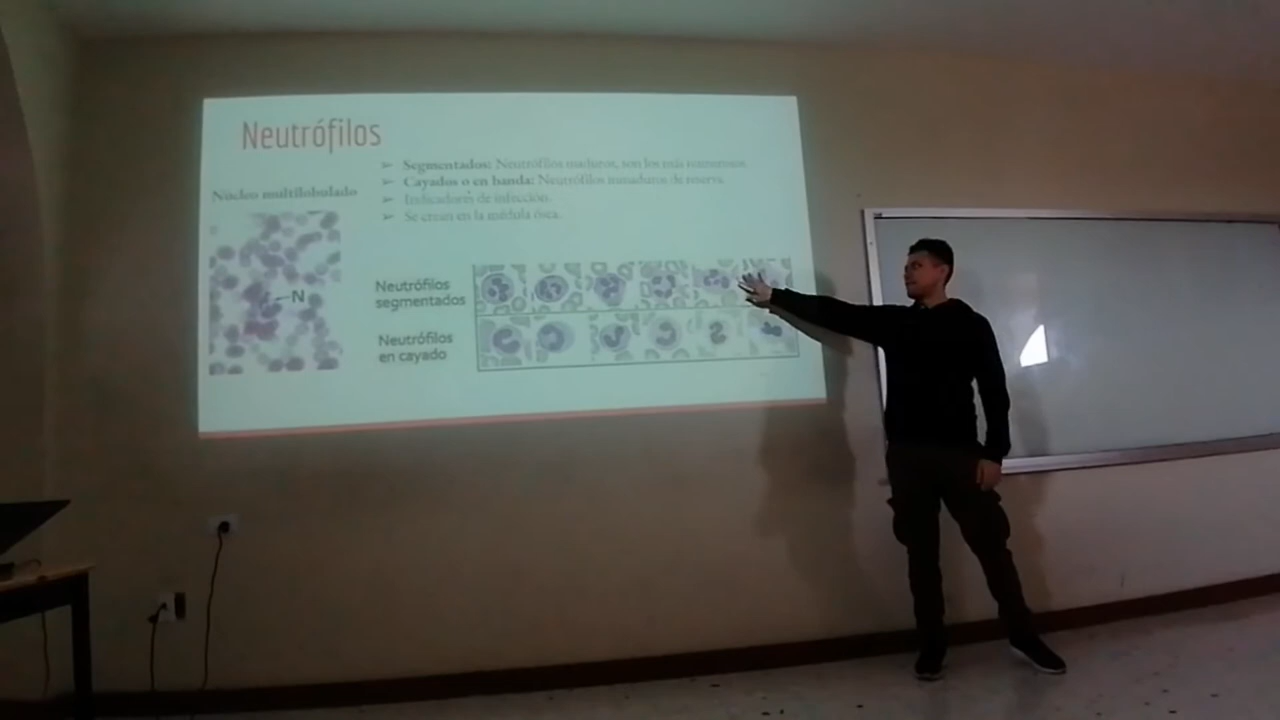 Neutrófilos
➢ Segmentados: Neutrófilos maduros, son los más numerosos.
➢ Cayados o en banda: Neutrófilos inmaduros de reserva.
➢ Indicadores de infección.
➢ Se crean en la médula ósea.
Núcleo multilobulado
N
Neutrófilos
segmentados
Neutrófilos
en cayado